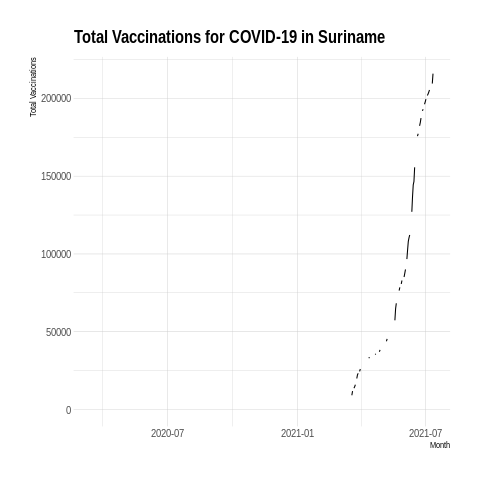 Total Vaccinations for COVID-19 in Suriname
Total Vaccinations
200000
150000
100000
50000
0
2020-07 2021-01 2021-07
Month